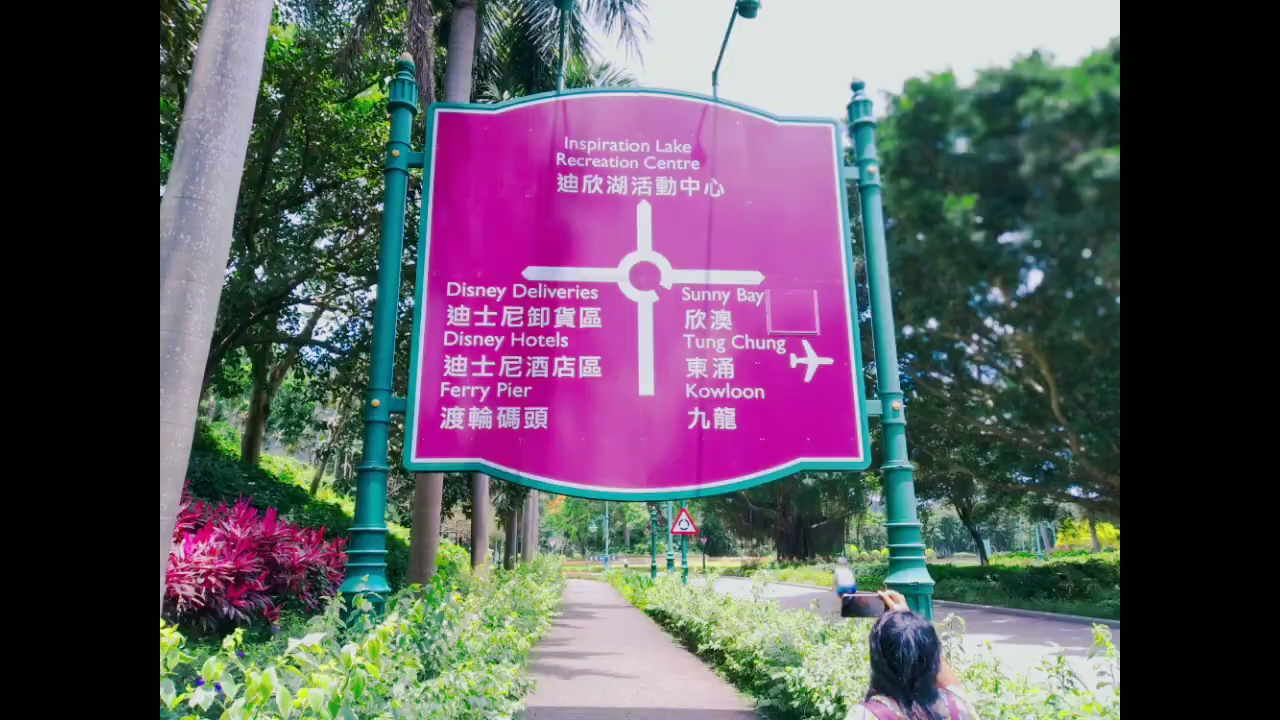 Inspiration Lake
Recreation Centre
迪欣湖活動中心
Disney Deliveries
迪士尼卸貨區
Disney Hotels
迪士尼酒店區
Ferry Pier
渡輪碼頭
Sunny Bay
欣澳
Tung Chung
東涌
Kowloon
九龍